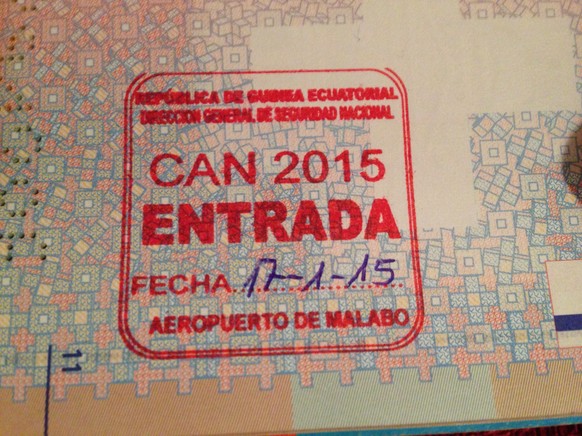 REPÚBLICA DE GUINEA ECUATORIAL
DIRECCION GENERAL DE SEGURIDAD NACIONAL
CAN 2015
ENTRADA
FECHA 17-1-15
AEROPUERTO DE MALABO
11